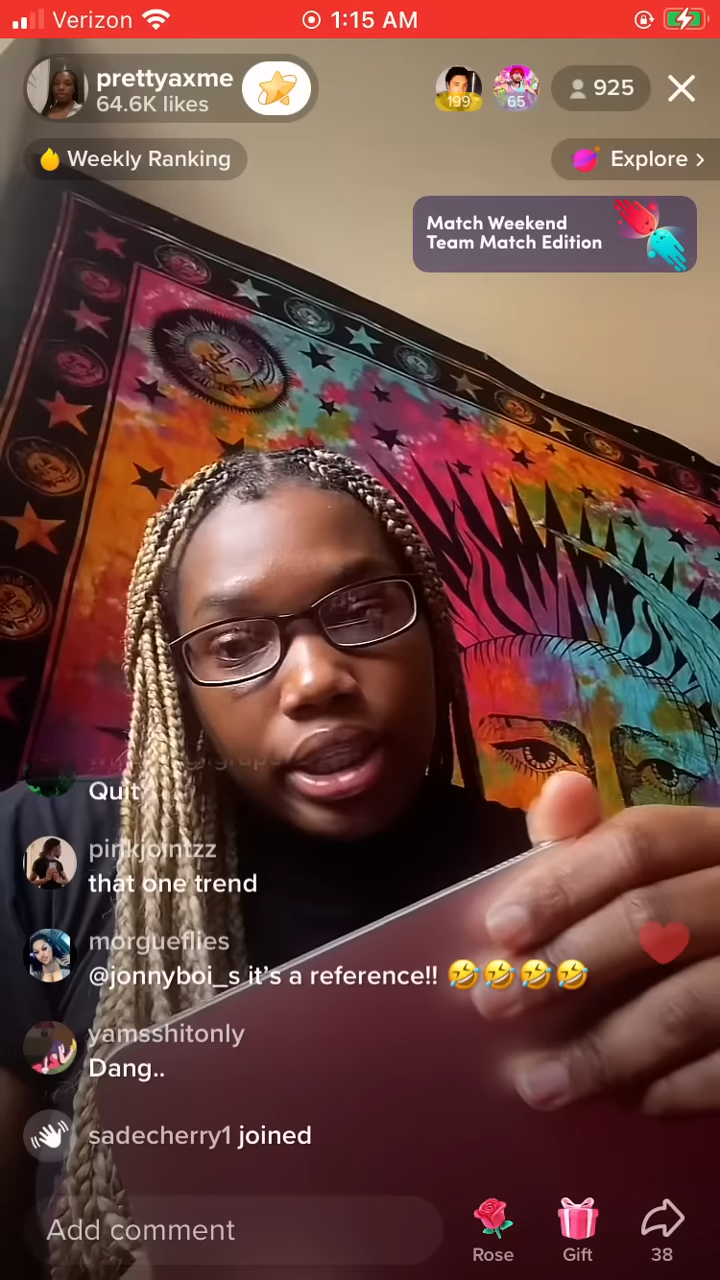 Verizon
1:15 AM
prettyaxme
64.6K likes
199
65
925
Weekly Ranking
Explore >
Match Weekend
Team Match Edition
Quit
pinkjointzz
that one trend
morgueflies
@jonnyboi_s it's a reference!! 🤣🤣🤣🤣
yamsshitonly
Dang..
sadecherry1 joined
Add comment
Rose
Gift
38